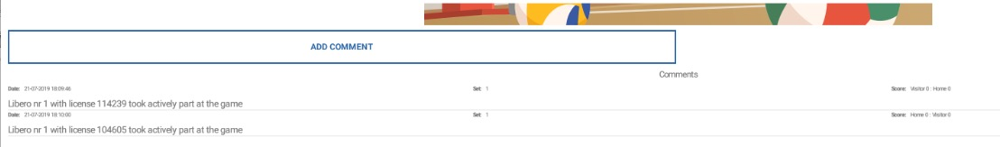 ADD COMMENT
Comments
Date: 21-07-2019 18:09:46 Set: 1 Score: Visitor 0 : Home 0
Libero nr 1 with license 114239 took actively part at the game
Date: 21-07-2019 18:10:00 Set: 1 Score: Home 0 : Visitor 0
Libero nr 1 with license 104605 took actively part at the game